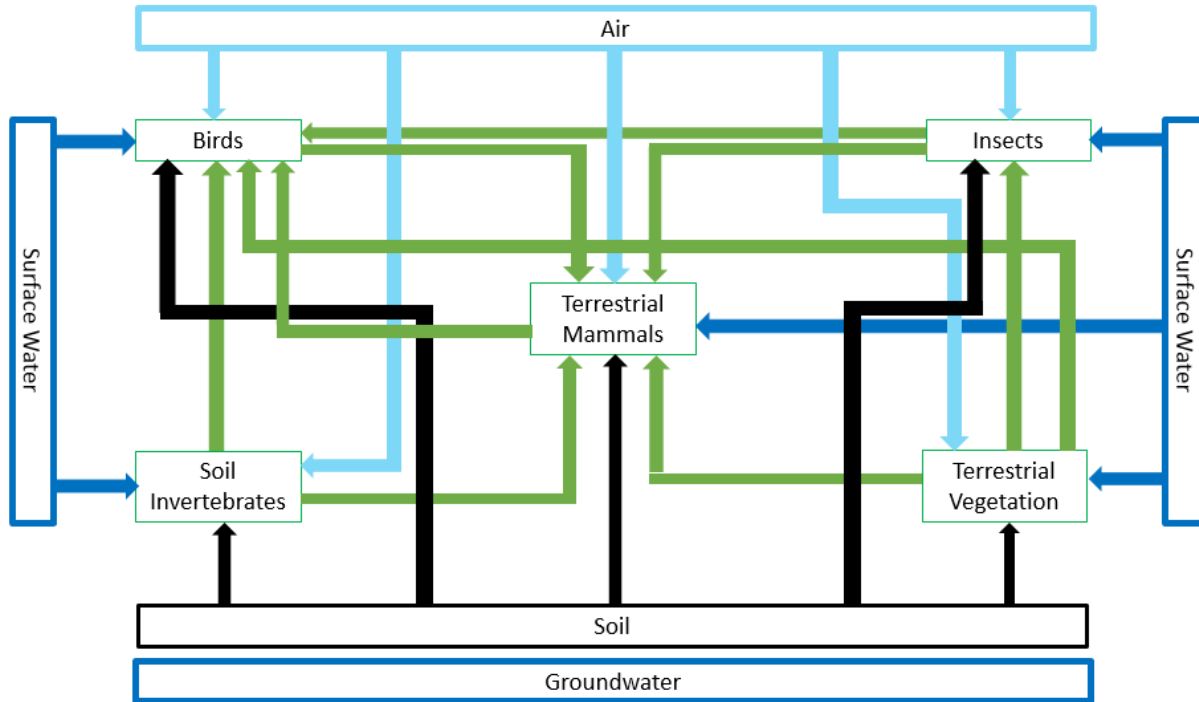 Air
Birds
Insects
Surface Water
Surface Water
Terrestrial
Mammals
Soil
Invertebrates
Terrestrial
Vegetation
Soil
Groundwater